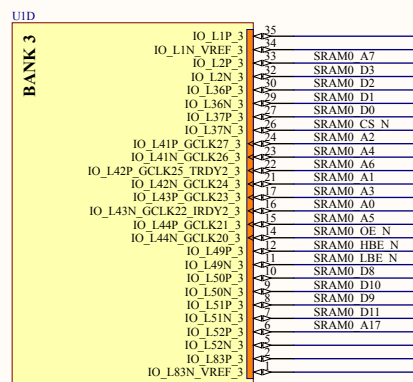 U1D
BANK 3
IO_L1P_3 35
IO_L1N_VREF_3 34
IO_L2P_3 33 SRAM0_A7
IO_L2N_3 32 SRAM0_D3
IO_L36P_3 30 SRAM0_D2
IO_L36N_3 29 SRAM0_D1
IO_L37P_3 27 SRAM0_D0
IO_L37N_3 26 SRAM0_CS_N
IO_L41P_GCLK27_3 24 SRAM0_A2
IO_L41N_GCLK26_3 23 SRAM0_A4
IO_L42P_GCLK25_TRDY2_3 22 SRAM0_A6
IO_L42N_GCLK24_3 21 SRAM0_A1
IO_L43P_GCLK23_3 17 SRAM0_A3
IO_L43N_GCLK22_IRDY2_3 16 SRAM0_A0
IO_L44P_GCLK21_3 15 SRAM0_A5
IO_L44N_GCLK20_3 14 SRAM0_OE_N
IO_L49P_3 12 SRAM0_HBE_N
IO_L49N_3 11 SRAM0_LBE_N
IO_L50P_3 10 SRAM0_D8
IO_L50N_3 9 SRAM0_D10
IO_L51P_3 8 SRAM0_D9
IO_L51N_3 7 SRAM0_D11
IO_L52P_3 6 SRAM0_A17
IO_L52N_3 5
IO_L83P_3 2
IO_L83N_VREF_3 1